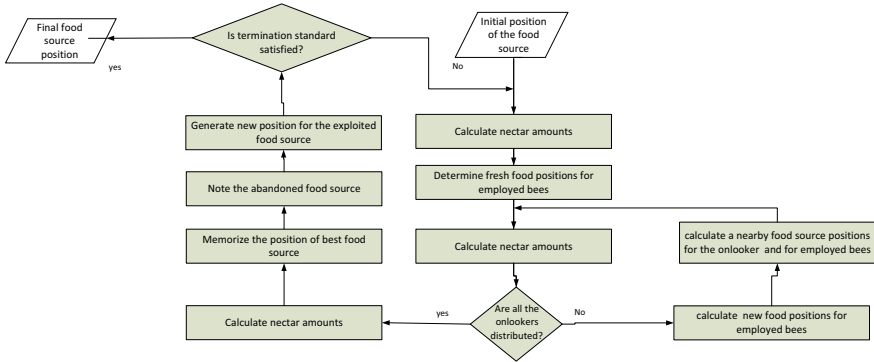 Final food
source
position
yes
Is termination standard
satisfied?
No
Initial position
of the food
source
Generate new position for the exploited
food source
Calculate nectar amounts
Note the abandoned food source
Determine fresh food positions for
employed bees
Memorize the position of best food
source
Calculate nectar amounts
calculate a nearby food source positions
for the onlooker and for employed bees
Calculate nectar amounts
yes
Are all the
onlookers
distributed?
No
calculate new food positions for
employed bees